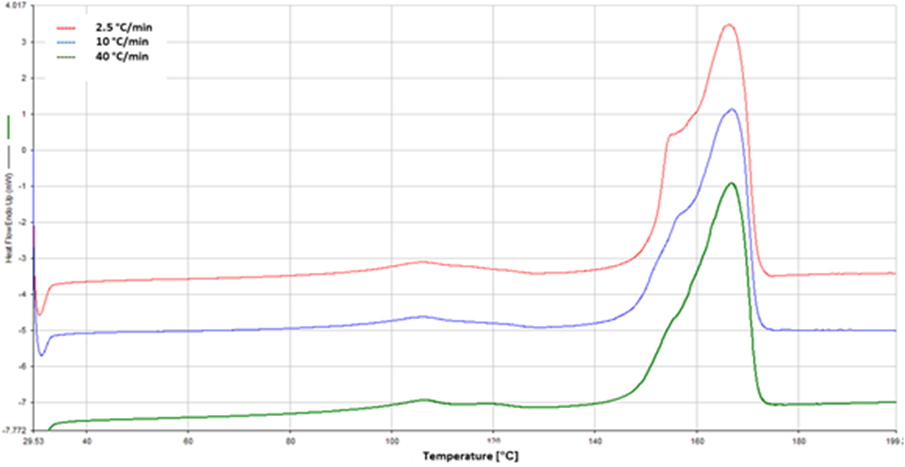 4.017
2.5 °C/min
10 °C/min
40 °C/min
3
2
1
0
-1
-2
-3
-4
-5
-6
-7
-7.772
Heat Flow Endo Up (mW)
29.53 40 60 80 100 120 140 160 180 199.
Temperature [°C]